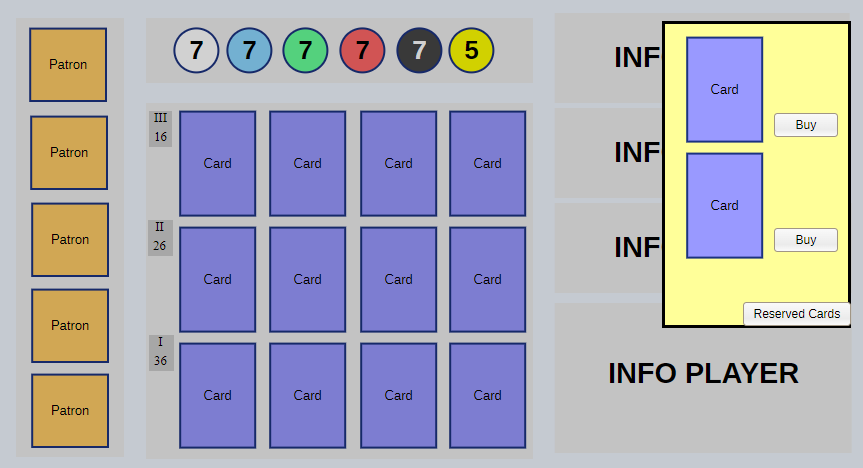 Patron
Patron
Patron
Patron
Patron
7 7 7 7 7 5
III
16
Card Card Card Card
II
26
Card Card Card Card
I
36
Card Card Card Card
INF
INF
INF
Card
Buy
Card
Buy
Reserved Cards
INFO PLAYER